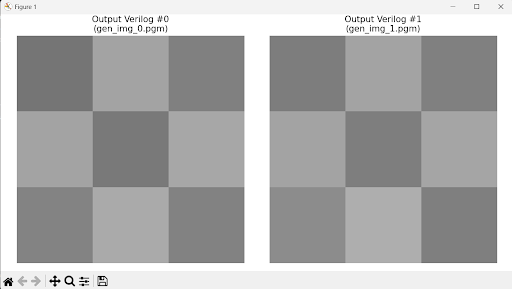 Figure 1
Output Verilog #0
(gen_img_0.pgm)
Output Verilog #1
(gen_img_1.pgm)